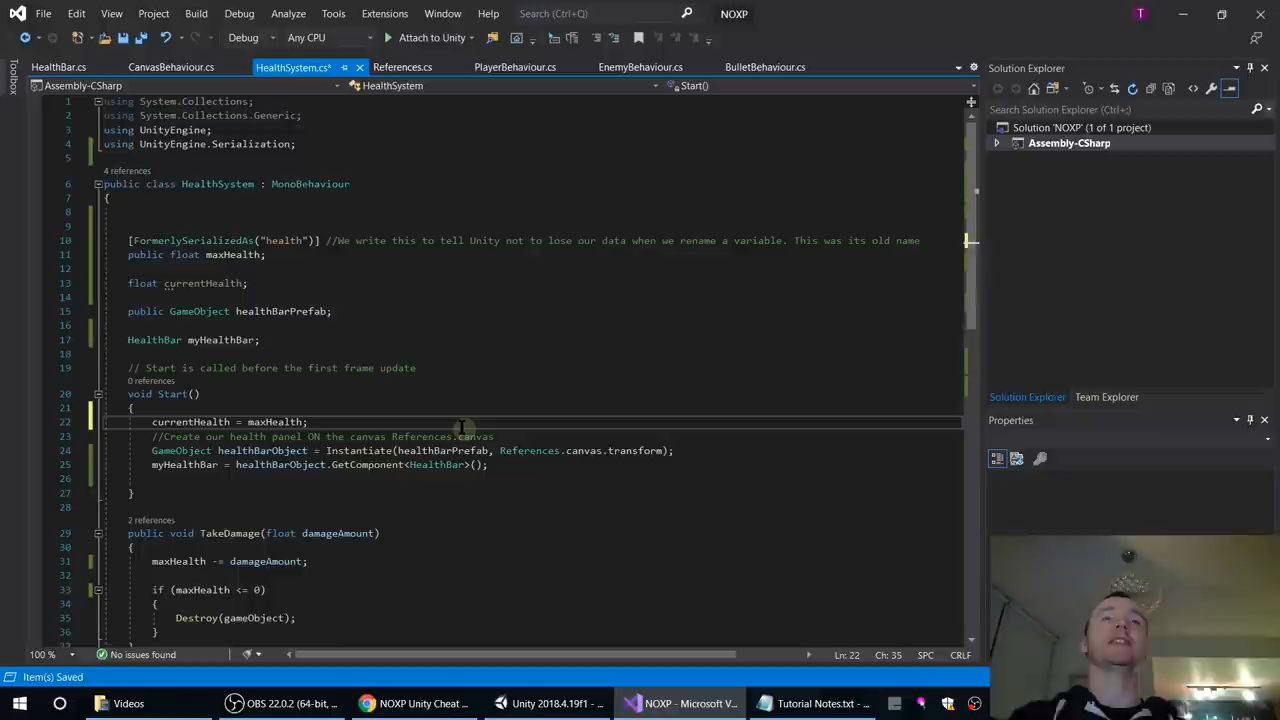 File Edit View Project Build Debug Analyze Tools Extensions Window Help Search (Ctrl+Q) NOXP T
Debug Any CPU Attach to Unity
Toolbox
HealthBar.cs CanvasBehaviour.cs HealthSystem.cs* References.cs PlayerBehaviour.cs EnemyBehaviour.cs BulletBehaviour.cs
Assembly-CSharp HealthSystem Start()
1 using System.Collections;
2 using System.Collections.Generic;
3 using UnityEngine;
4 using UnityEngine.Serialization;
5
4 references
6 public class HealthSystem : MonoBehaviour
7 {
8
9
10 [FormerlySerializedAs("health")] //We write this to tell Unity not to lose our data when we rename a variable. This was its old name
11 public float maxHealth;
12
13 float currentHealth;
14
15 public GameObject healthBarPrefab;
16
17 HealthBar myHealthBar;
18
19 // Start is called before the first frame update
0 references
20 void Start()
21 {
22 currentHealth = maxHealth;
23 //Create our health panel ON the canvas References.canvas
24 GameObject healthBarObject = Instantiate(healthBarPrefab, References.canvas.transform);
25 myHealthBar = healthBarObject.GetComponent<HealthBar>();
26
27 }
28
2 references
29 public void TakeDamage(float damageAmount)
30 {
31 maxHealth -= damageAmount;
32
33 if (maxHealth <= 0)
34 {
35 Destroy(gameObject);
36 }
100 % No issues found Ln: 22 Ch: 35 SPC CRLF
Solution Explorer
Search Solution Explorer (Ctrl+;)
Solution 'NOXP' (1 of 1 project)
Assembly-CSharp
Solution Explorer Team Explorer
Properties
Item(s) Saved
Videos OBS 22.0.2 (64-bit, ... NOXP Unity Cheat ... Unity 2018.4.19f1 - ... NOXP - Microsoft V... Tutorial Notes.txt - ...